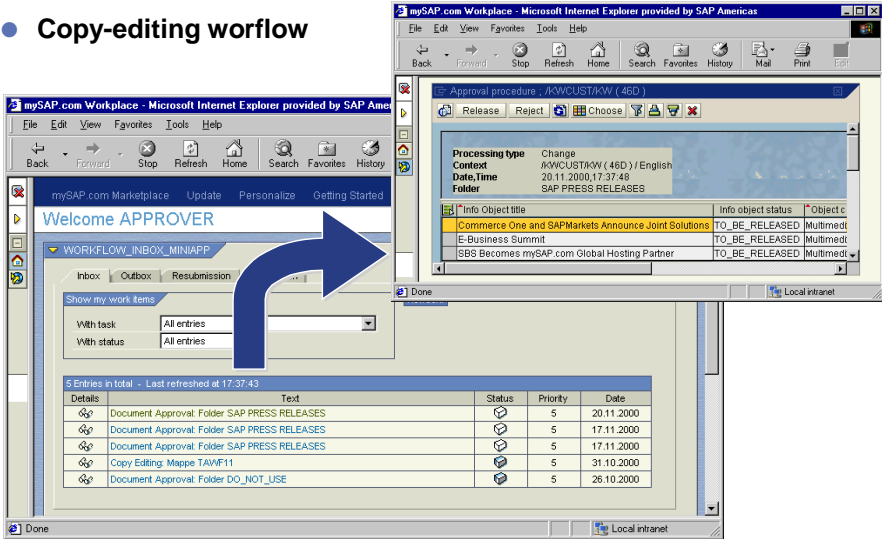 Copy-editing worflow
mySAP.com Workplace - Microsoft Internet Explorer provided by SAP Americas
File Edit View Favorites Tools Help
Back Forward Stop Refresh Home Search Favorites History Mail Print Edit
Approval procedure ; /KWCUST/KW ( 46D )
Release Reject Choose
Processing type Change
Context /KWCUST/KW ( 46D ) / English
Date,Time 20.11.2000,17:37:48
Folder SAP PRESS RELEASES
Info Object title Info object status Object c
Commerce One and SAPMarkets Announce Joint Solutions TO_BE_RELEASED Multimedi
E-Business Summit TO_BE_RELEASED Multimedi
SBS Becomes mySAP.com Global Hosting Partner TO_BE_RELEASED Multimedi
Done Local intranet
mySAP.com Workplace - Microsoft Internet Explorer provided by SAP Amer
File Edit View Favorites Tools Help
Back Forward Stop Refresh Home Search Favorites History
mySAP.com Marketplace Update Personalize Getting Started
Welcome APPROVER
WORKFLOW_INBOX_MINIAPP
Inbox Outbox Resubmission
Show my work items
With task All entries
With status All entries
5 Entries in total - Last refreshed at 17:37:43
Details Text Status Priority Date
Document Approval: Folder SAP PRESS RELEASES 5 20.11.2000
Document Approval: Folder SAP PRESS RELEASES 5 17.11.2000
Document Approval: Folder SAP PRESS RELEASES 5 17.11.2000
Copy Editing: Mappe TAWF11 5 31.10.2000
Document Approval: Folder DO_NOT_USE 5 26.10.2000
Done Local intranet